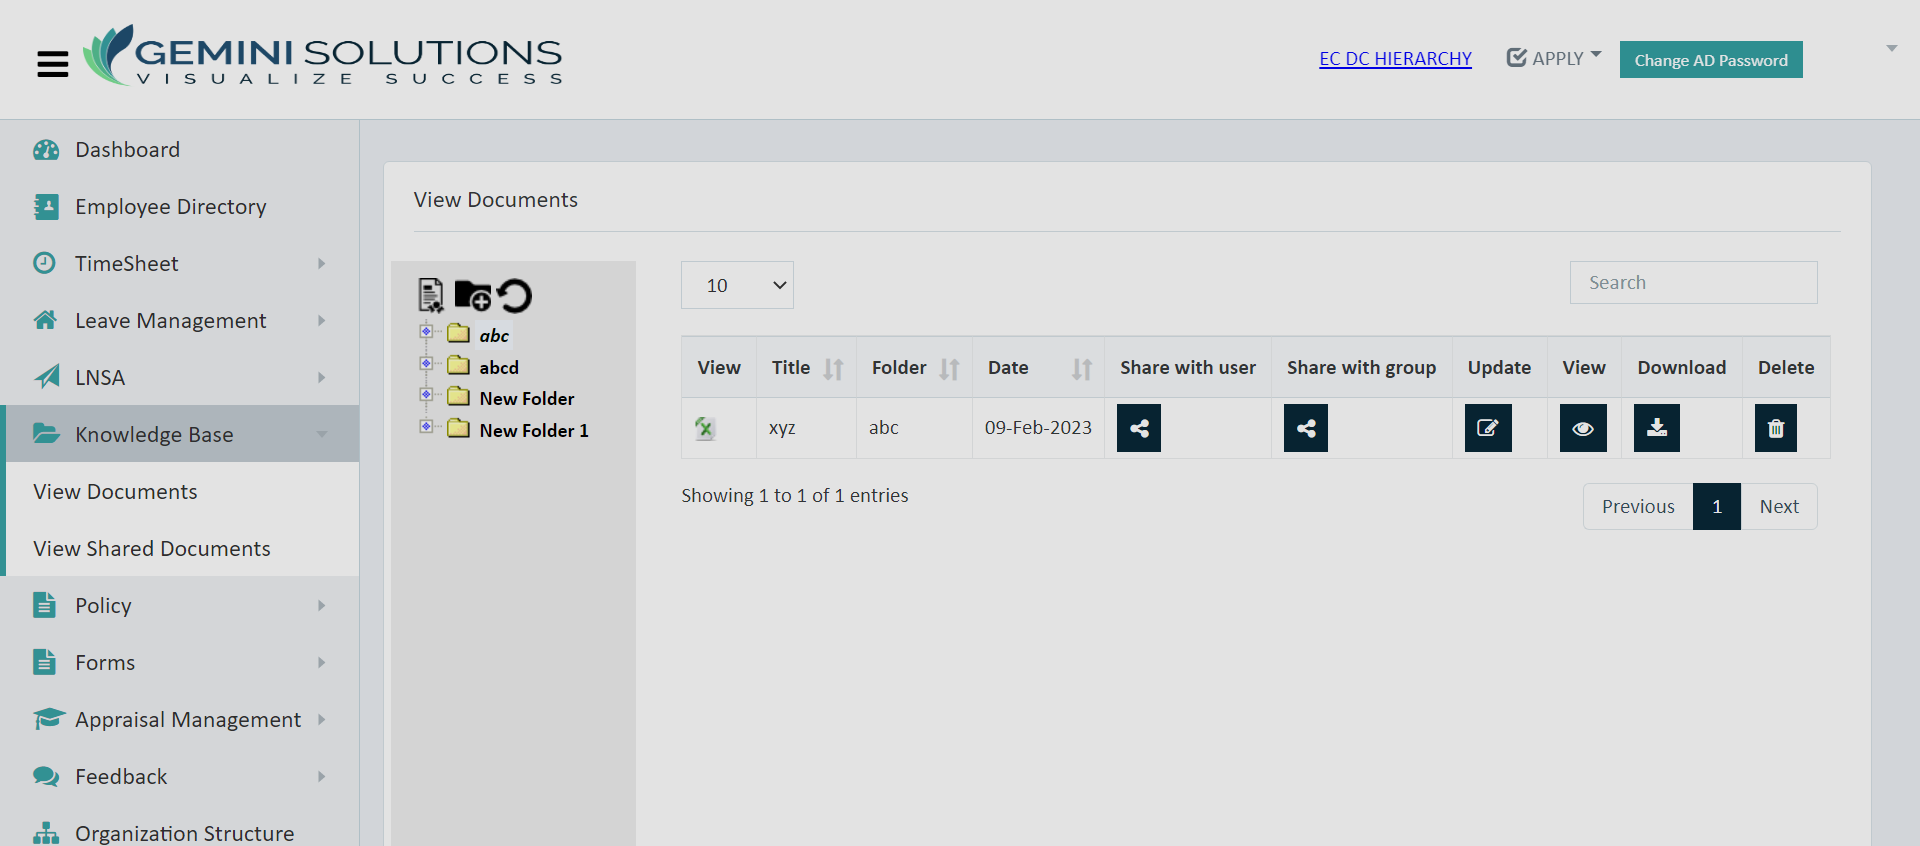 GEMINI SOLUTIONS
VISUALIZE SUCCESS
EC DC HIERARCHY
APPLY
Change AD Password
Dashboard
Employee Directory
TimeSheet
Leave Management
LNSA
Knowledge Base
View Documents
View Shared Documents
Policy
Forms
Appraisal Management
Feedback
Organization Structure
View Documents
abc
abcd
New Folder
New Folder 1
10
Search
View Title Folder Date Share with user Share with group Update View Download Delete
xyz abc 09-Feb-2023
Showing 1 to 1 of 1 entries
Previous 1 Next